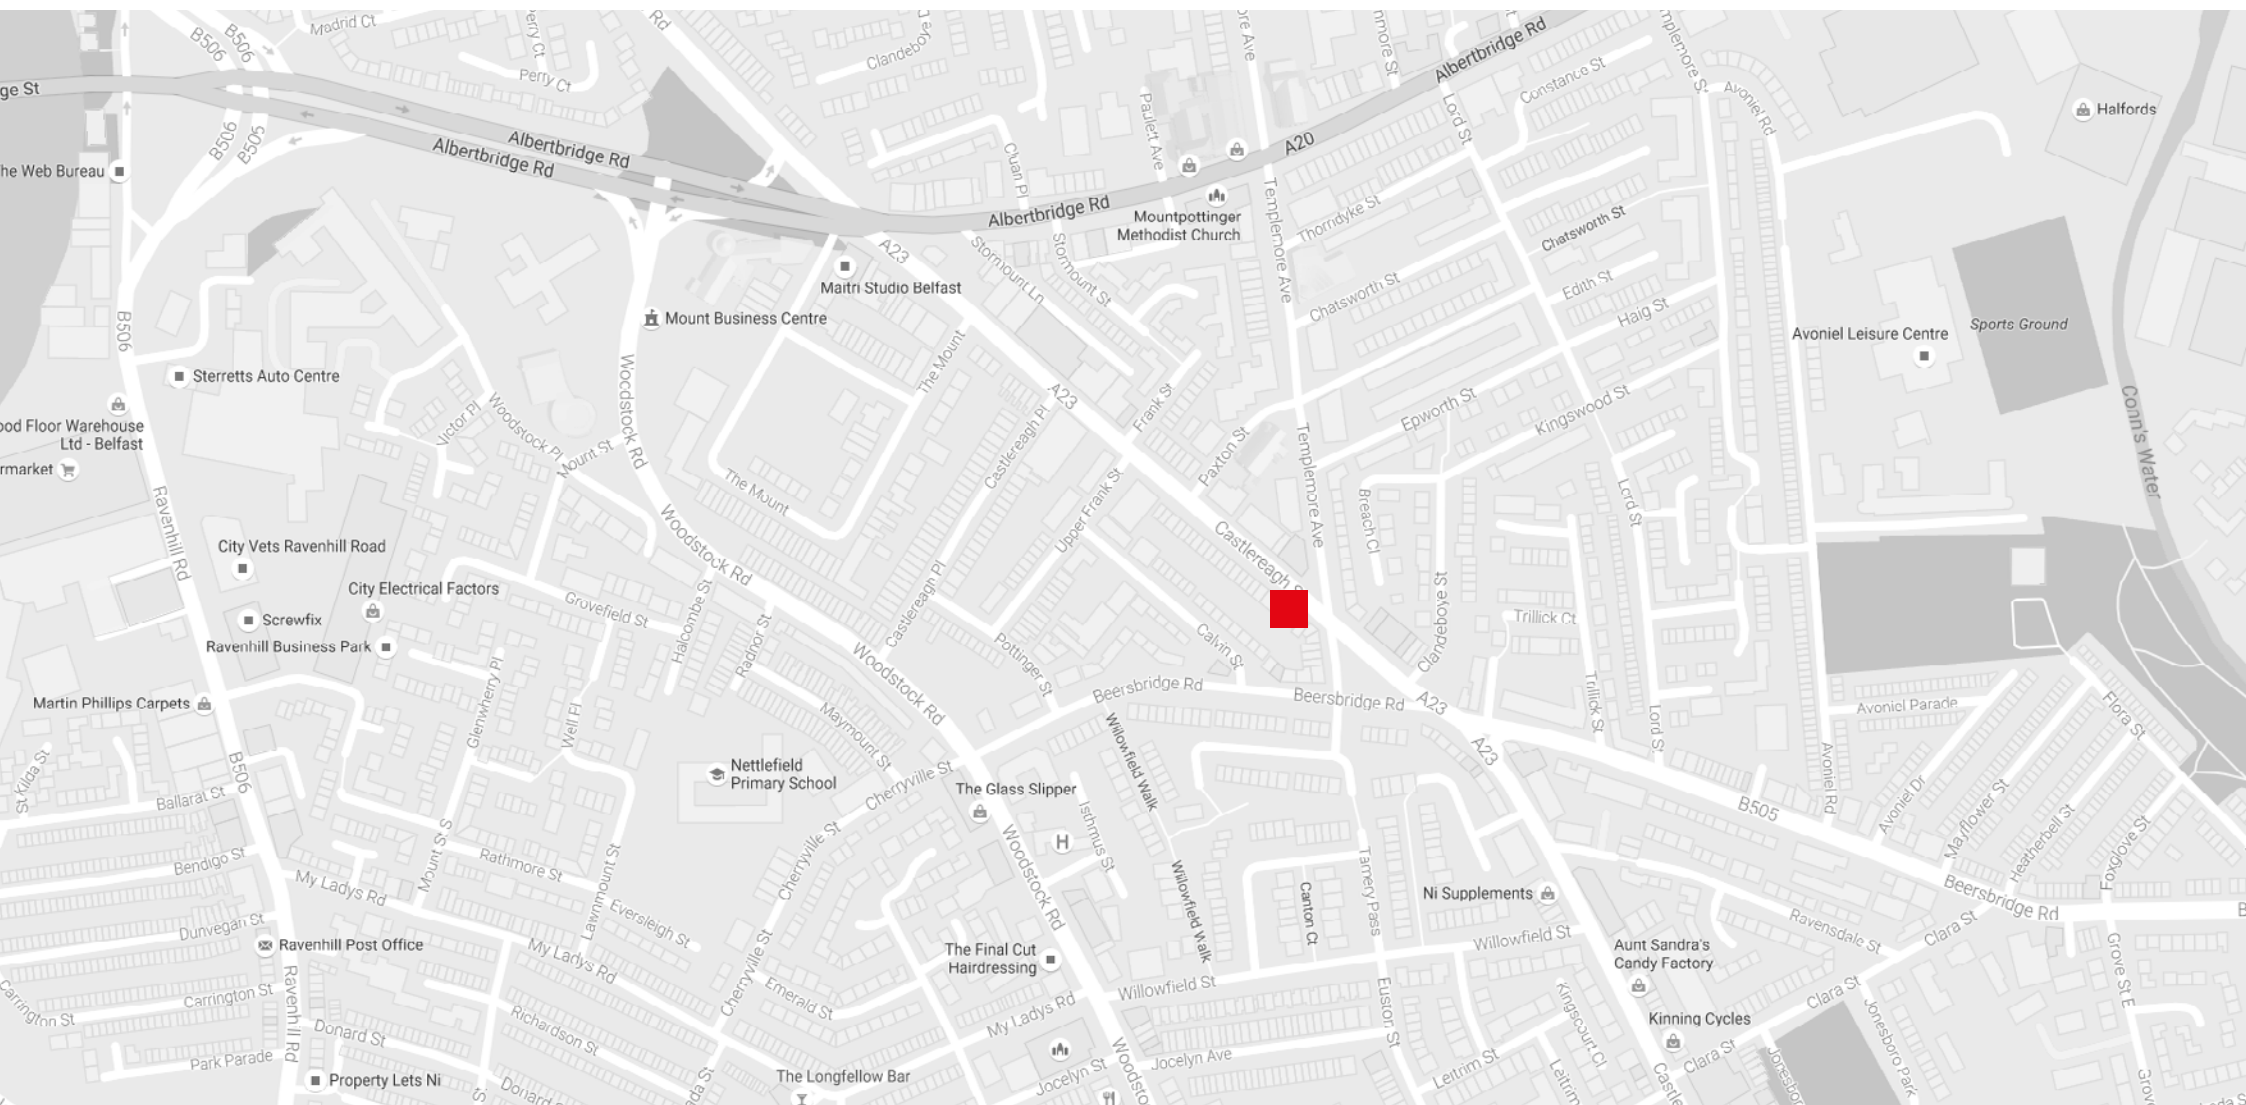 Madrid Ct
Perry Ct
Perry Ct
Rd
Clandeboye
B506
B506
ge St
Albertbridge Rd
Albertbridge Rd
B506
B505
Albertbridge Rd
Constance St
Avoniel Rd
Halfords
Paulett Ave
Lord St
A20
Cluan Pl
Templemore Ave
he Web Bureau
Albertbridge Rd
Mountpottinger
Methodist Church
Thorndyke St
Chatsworth St
A23
Stormount Ln
Stormount St
Maitri Studio Belfast
Chatsworth St
Edith St
Haig St
B506
Mount Business Centre
Avoniel Leisure Centre
Sports Ground
Sterretts Auto Centre
Woodstock Rd
The Mount
A23
Frank St
Epworth St
Kingswood St
Conn's Water
ood Floor Warehouse
Ltd - Belfast
rmarket
Victor Pl
Woodstock Pl
Mount St
Castlereagh Pl
Paxton St
Templemore Ave
The Mount
Upper Frank St
Breach Cl
Lord St
Ravenhill Rd
Woodstock Rd
Castlereagh
City Vets Ravenhill Road
City Electrical Factors
Grovefield St
Halcombe St
Radnor St
Castlereagh Pl
Pottinger St
Calvin St
Clandeboye St
Trillick Ct
Screwfix
Ravenhill Business Park
Woodstock Rd
Beersbridge Rd
Beersbridge Rd
A23
Trillick St
Lord St
Avoniel Parade
Flora St
Martin Phillips Carpets
Glenwherry Pl
Maymount St
Willowfield Walk
A23
B506
Kilda St
Ballarat St
Nettlefield
Primary School
Cherryville St
The Glass Slipper
Isthmus St
B505
Avoniel Rd
Avoniel Dr
Mayflower St
Heatherbell St
Foxglove St
Bendigo St
Mount St S
Rathmore St
Lawnmount St
Cherryville St
Woodstock Rd
Willowfield Walk
Canton Ct
Tamery Pass
Ni Supplements
Beersbridge Rd
My Ladys Rd
Eversleigh St
Dunvegan St
Ravenhill Post Office
My Ladys Rd
Cherryville St
The Final Cut
Hairdressing
Willowfield St
Ravensdale St
Clara St
Aunt Sandra's
Candy Factory
Carrington St
Carrington St
Ravenhill Rd
Emerald St
My Ladys Rd
Willowfield St
Euston St
Kingscourt Cl
Clara St
Jonesboro Park
Grove St E
Donard St
Richardson St
Kinning Cycles
Park Parade
Property Lets Ni
The Longfellow Bar
Jocelyn St
Jocelyn Ave
Leitrim St
Clara St